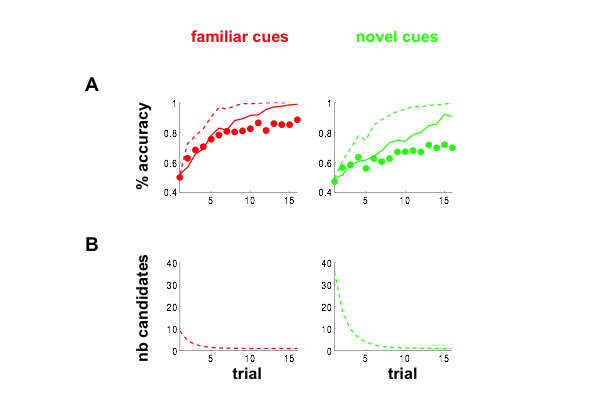 familiar cues novel cues
A
% accuracy
1 1
0.8 0.8
0.6 0.6
0.4 0.4
5 10 15 5 10 15
B
nb candidates
40 40
30 30
20 20
10 10
0 0
5 10 15 5 10 15
trial trial